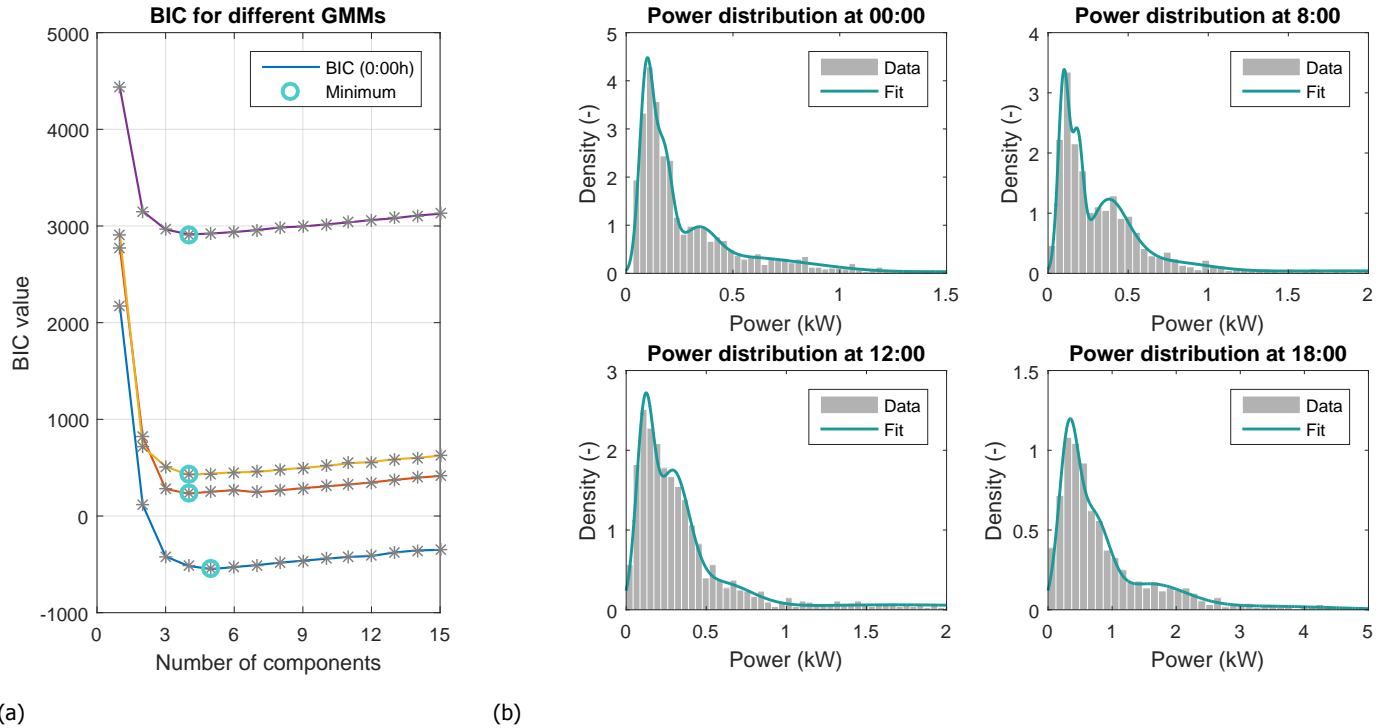 BIC for different GMMs
5000
4000
3000
2000
1000
0
-1000
BIC value
BIC (0:00h)
Minimum
0 3 6 9 12 15
Number of components
(a)
Power distribution at 00:00
5
4
3
2
1
0
Density (-)
Data
Fit
0 0.5 1 1.5
Power (kW)
Power distribution at 8:00
4
3
2
1
0
Density (-)
Data
Fit
0 0.5 1 1.5 2
Power (kW)
Power distribution at 12:00
3
2
1
0
Density (-)
Data
Fit
0 0.5 1 1.5 2
Power (kW)
Power distribution at 18:00
1.5
1
0.5
0
Density (-)
Data
Fit
0 1 2 3 4 5
Power (kW)
(b)